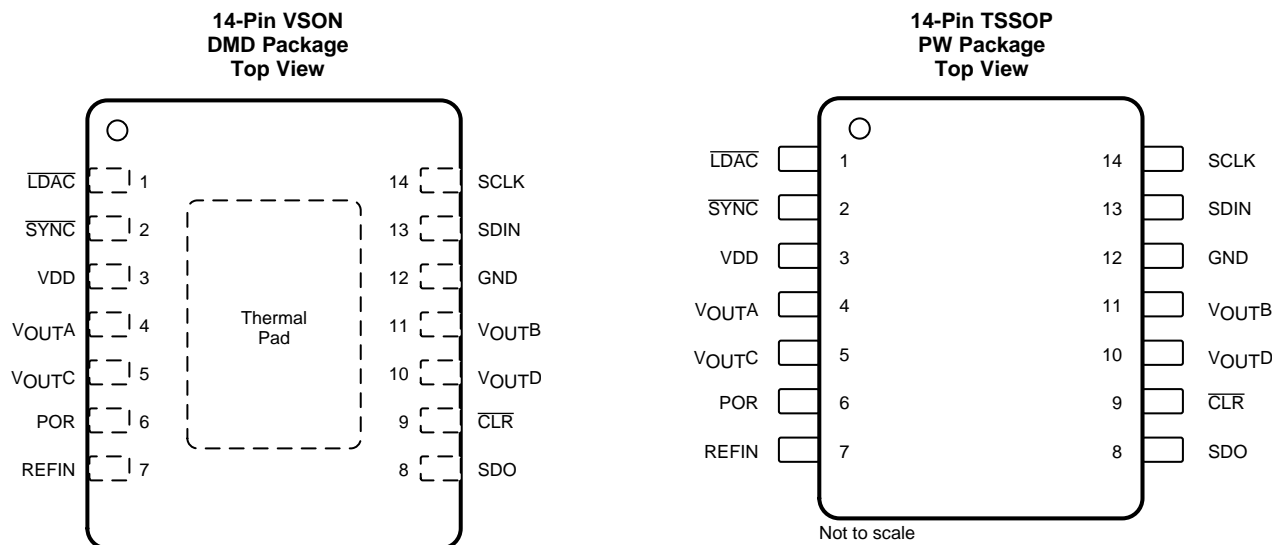 14-Pin VSON
DMD Package
Top View
LDAC 1
SYNC 2
VDD 3
VOUTA 4
VOUTC 5
POR 6
REFIN 7
Thermal
Pad
14 SCLK
13 SDIN
12 GND
11 VOUTB
10 VOUTD
9 CLR
8 SDO
14-Pin TSSOP
PW Package
Top View
LDAC 1
SYNC 2
VDD 3
VOUTA 4
VOUTC 5
POR 6
REFIN 7
14 SCLK
13 SDIN
12 GND
11 VOUTB
10 VOUTD
9 CLR
8 SDO
Not to scale